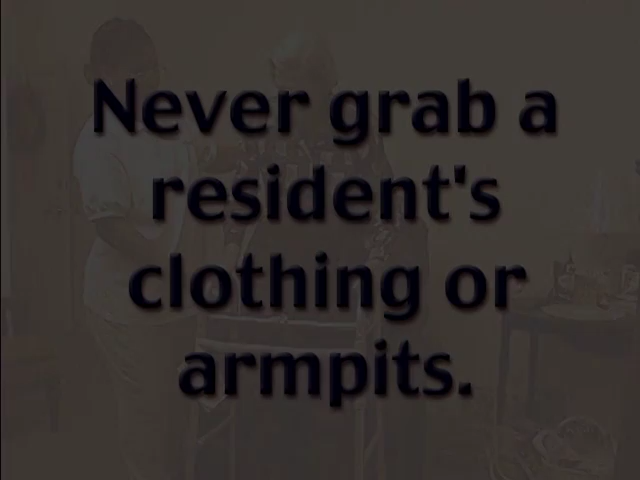 Never grab a
resident's
clothing or
armpits.